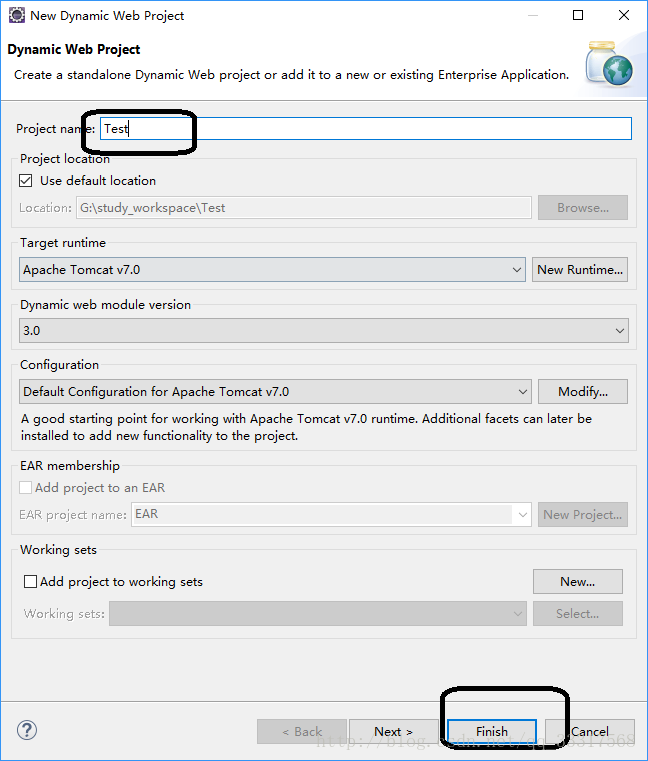 New Dynamic Web Project
Dynamic Web Project
Create a standalone Dynamic Web project or add it to a new or existing Enterprise Application.
Project name: Test
Project location
Use default location
Location: G:\study_workspace\Test Browse...
Target runtime
Apache Tomcat v7.0 New Runtime...
Dynamic web module version
3.0
Configuration
Default Configuration for Apache Tomcat v7.0 Modify...
A good starting point for working with Apache Tomcat v7.0 runtime. Additional facets can later be
installed to add new functionality to the project.
EAR membership
Add project to an EAR
EAR project name: EAR New Project...
Working sets
Add project to working sets New...
Working sets: Select...
< Back Next > Finish Cancel